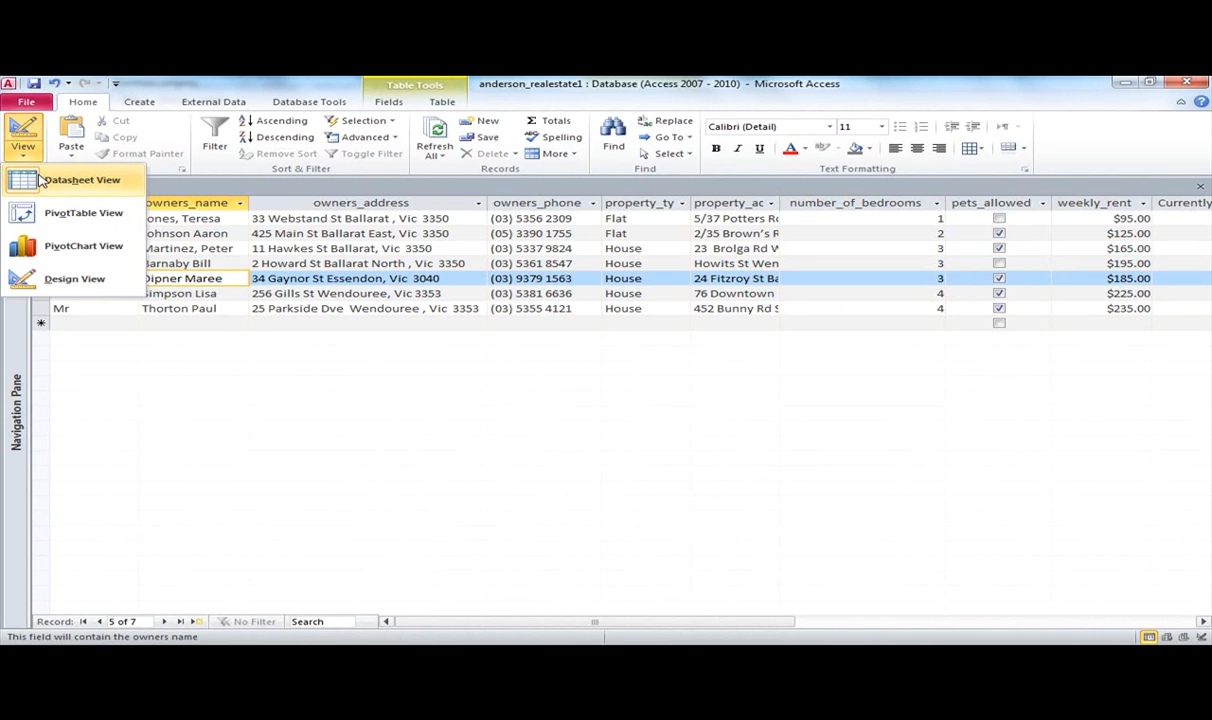 Table Tools anderson_realestate1 : Database (Access 2007 - 2010) - Microsoft Access
File Home Create External Data Database Tools Fields Table
View Paste Cut Copy Format Painter
Filter Ascending Descending Remove Sort Selection Advanced Toggle Filter
Refresh All New Save Delete Totals Spelling More
Find Replace Go To Select
Calibri (Detail) 11
B I U A
Sort & Filter Records Find Text Formatting
Datasheet View
PivotTable View
PivotChart View
Design View
owners_name owners_address owners_phone property_ty property_ac number_of_bedrooms pets_allowed weekly_rent Currently
ones, Teresa 33 Webstand St Ballarat , Vic 3350 (03) 5356 2309 Flat 5/37 Potters Rc 1 $95.00
ohnson Aaron 425 Main St Ballarat East, Vic 3350 (05) 3390 1755 Flat 2/35 Brown's 2 $125.00
Martinez, Peter 11 Hawkes St Ballarat, Vic 3350 (03) 5337 9824 House 23 Brolga Rd W 3 $165.00
Barnaby Bill 2 Howard St Ballarat North , Vic 3350 (03) 5361 8547 House Howits St Wen 3 $195.00
Dipner Maree 34 Gaynor St Essendon, Vic 3040 (03) 9379 1563 House 24 Fitzroy St Ba 3 $185.00
Simpson Lisa 256 Gills St Wendouree, Vic 3353 (03) 5381 6636 House 76 Downtown 4 $225.00
Mr Thorton Paul 25 Parkside Dve Wendouree , Vic 3353 (03) 5355 4121 House 452 Bunny Rd S 4 $235.00
Navigation Pane
Record: 5 of 7 No Filter Search
This field will contain the owners name